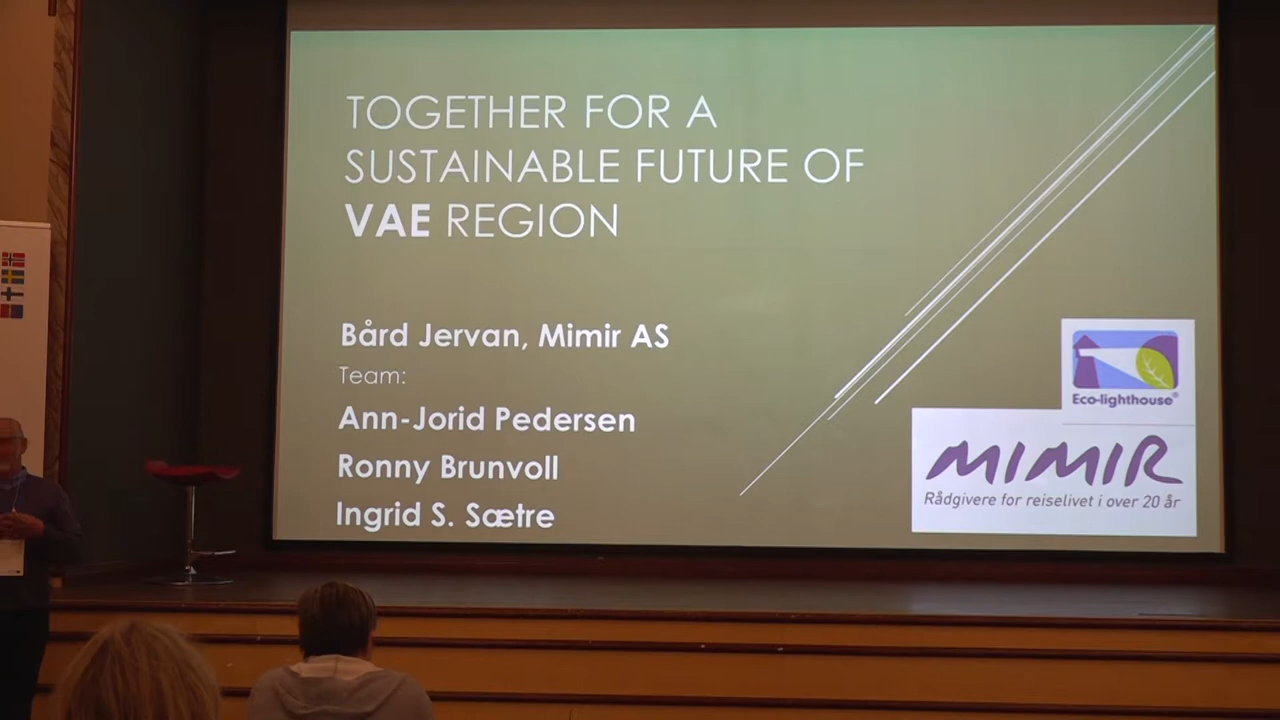 TOGETHER FOR A
SUSTAINABLE FUTURE OF
VAE REGION
Bård Jervan, Mimir AS
Team:
Ann-Jorid Pedersen
Ronny Brunvoll
Ingrid S. Sætre
Eco-lighthouse®
MIMIR
Rådgivere for reiselivet i over 20 år